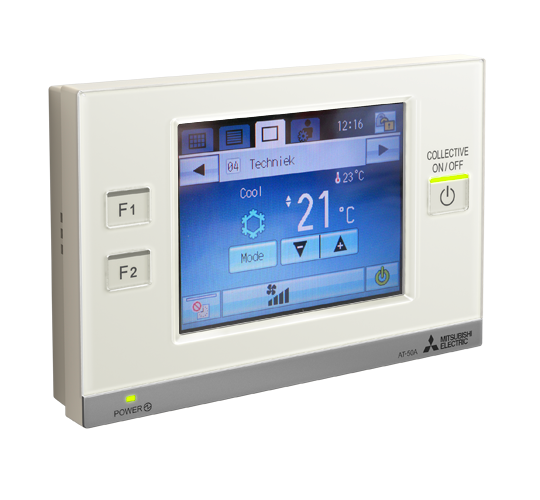 12:16
04 Techniek
23°C
Cool
21°C
Mode
F1
F2
COLLECTIVE
ON/OFF
AT-50A
MITSUBISHI
ELECTRIC
POWER